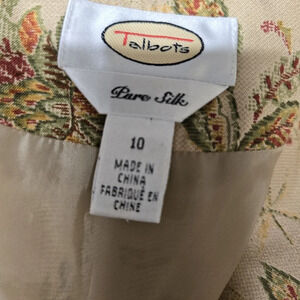 Talbots
Pure Silk
10
MADE IN
CHINA
FABRIQUÉ EN
CHINE